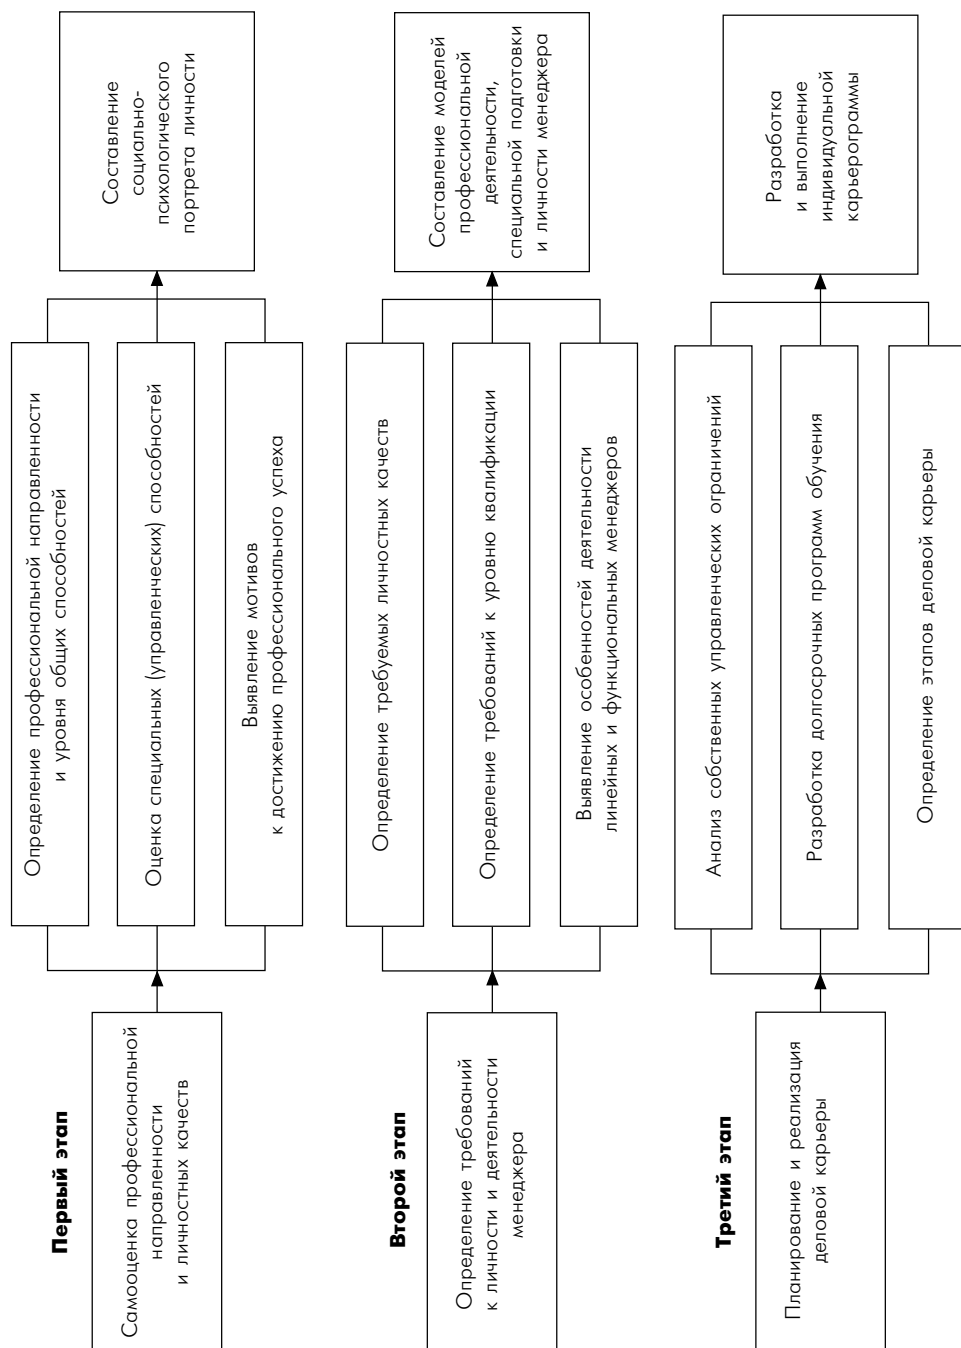 Первый этап
Самооценка профессиональной
направленности
и личностных качеств
Определение профессиональной направленности
и уровня общих способностей
Оценка специальных (управленческих) способностей
Выявление мотивов
к достижению профессионального успеха
Составление
социально-
психологического
портрета личности
Второй этап
Определение требований
к личности и деятельности
менеджера
Определение требуемых личностных качеств
Определение требований к уровню квалификации
Выявление особенностей деятельности
линейных и функциональных менеджеров
Составление моделей
профессиональной
деятельности,
специальной подготовки
и личности менеджера
Третий этап
Планирование и реализация
деловой карьеры
Анализ собственных управленческих ограничений
Разработка долгосрочных программ обучения
Определение этапов деловой карьеры
Разработка
и выполнение
индивидуальной
карьерограммы